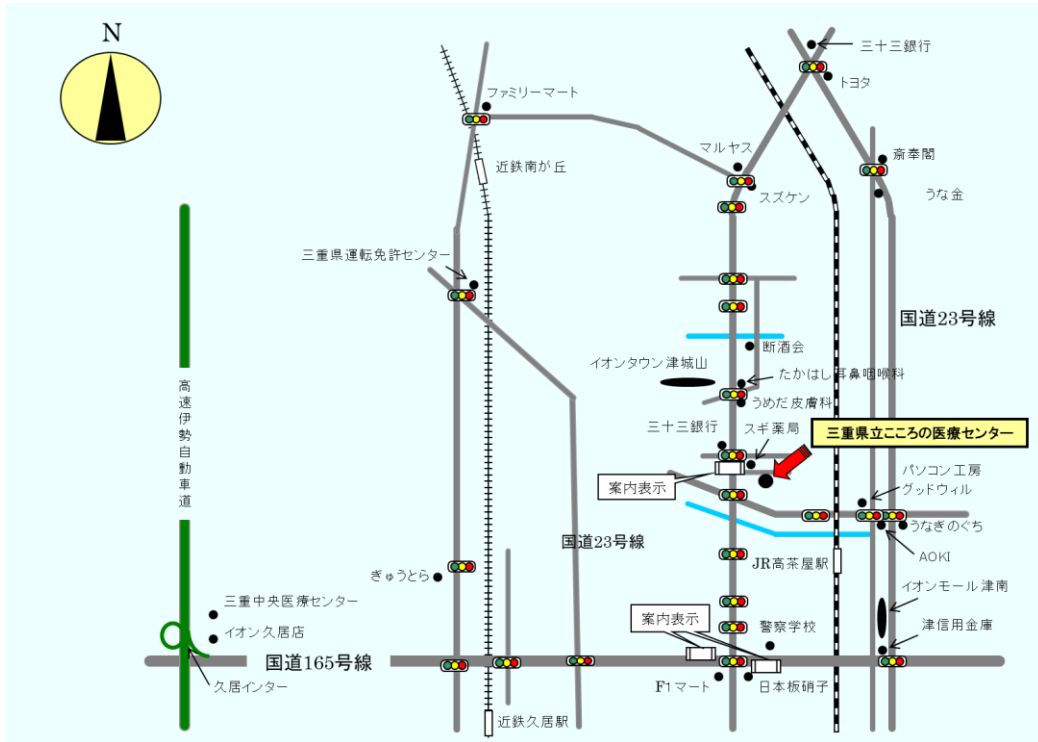 N
三十三銀行
トヨタ
ファミリーマート
マルヤス
斎奉閣
近鉄南が丘
スズケン
うな金
三重県運転免許センター
国道23号線
断酒会
イオンタウン津城山
たかはし耳鼻咽喉科
高速伊勢自動車道
うめだ皮膚科
三十三銀行
スギ薬局
三重県立こころの医療センター
案内表示
パソコン工房
グッドウィル
うなぎのぐち
国道23号線
AOKI
JR高茶屋駅
ぎゅうとら
イオンモール津南
三重中央医療センター
案内表示
警察学校
津信用金庫
イオン久居店
国道165号線
久居インター
F1マート
日本板硝子
近鉄久居駅